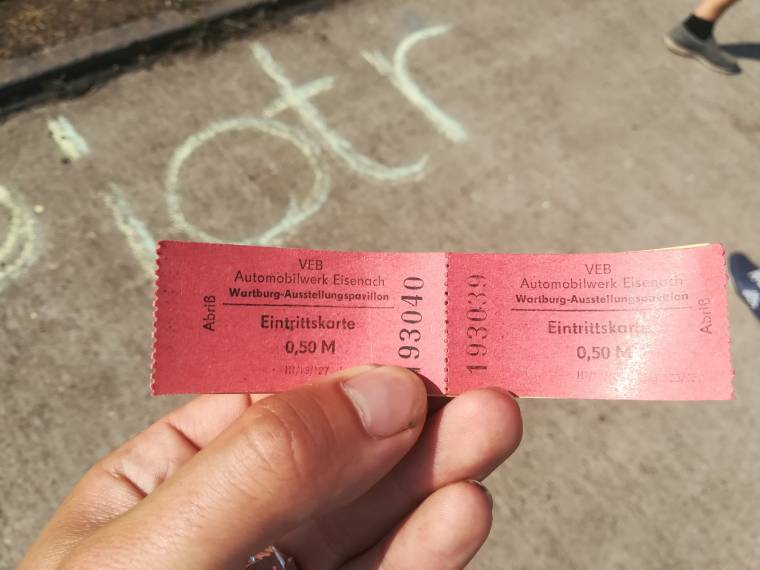 Piotr
VEB
Automobilwerk Eisenach
Wartburg-Ausstellungspavillon
Eintrittskarte
0,50 M
Abriß
193040
VEB
Automobilwerk Eisenach
Wartburg-Ausstellungspavillon
Eintrittskarte
0,50 M
193039
Abriß